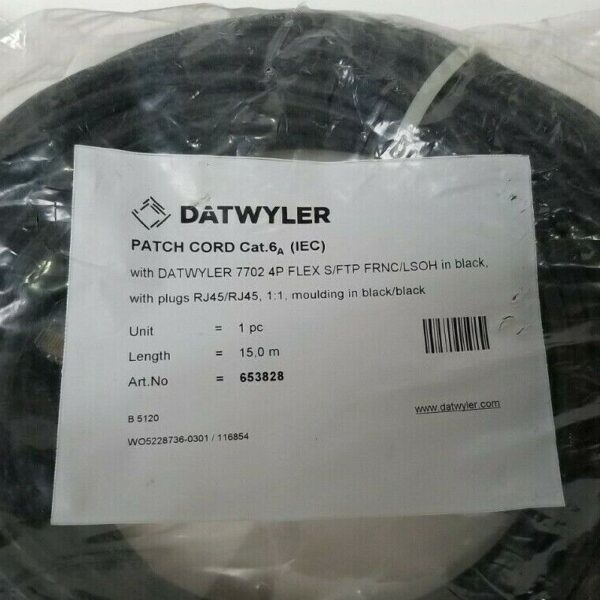 DATWYLER
PATCH CORD Cat.6A (IEC)
with DATWYLER 7702 4P FLEX S/FTP FRNC/LSOH in black,
with plugs RJ45/RJ45, 1:1, moulding in black/black
Unit = 1 pc
Length = 15,0 m
Art.No = 653828
www.datwyler.com
B 5120
WO5228736-0301 / 116854